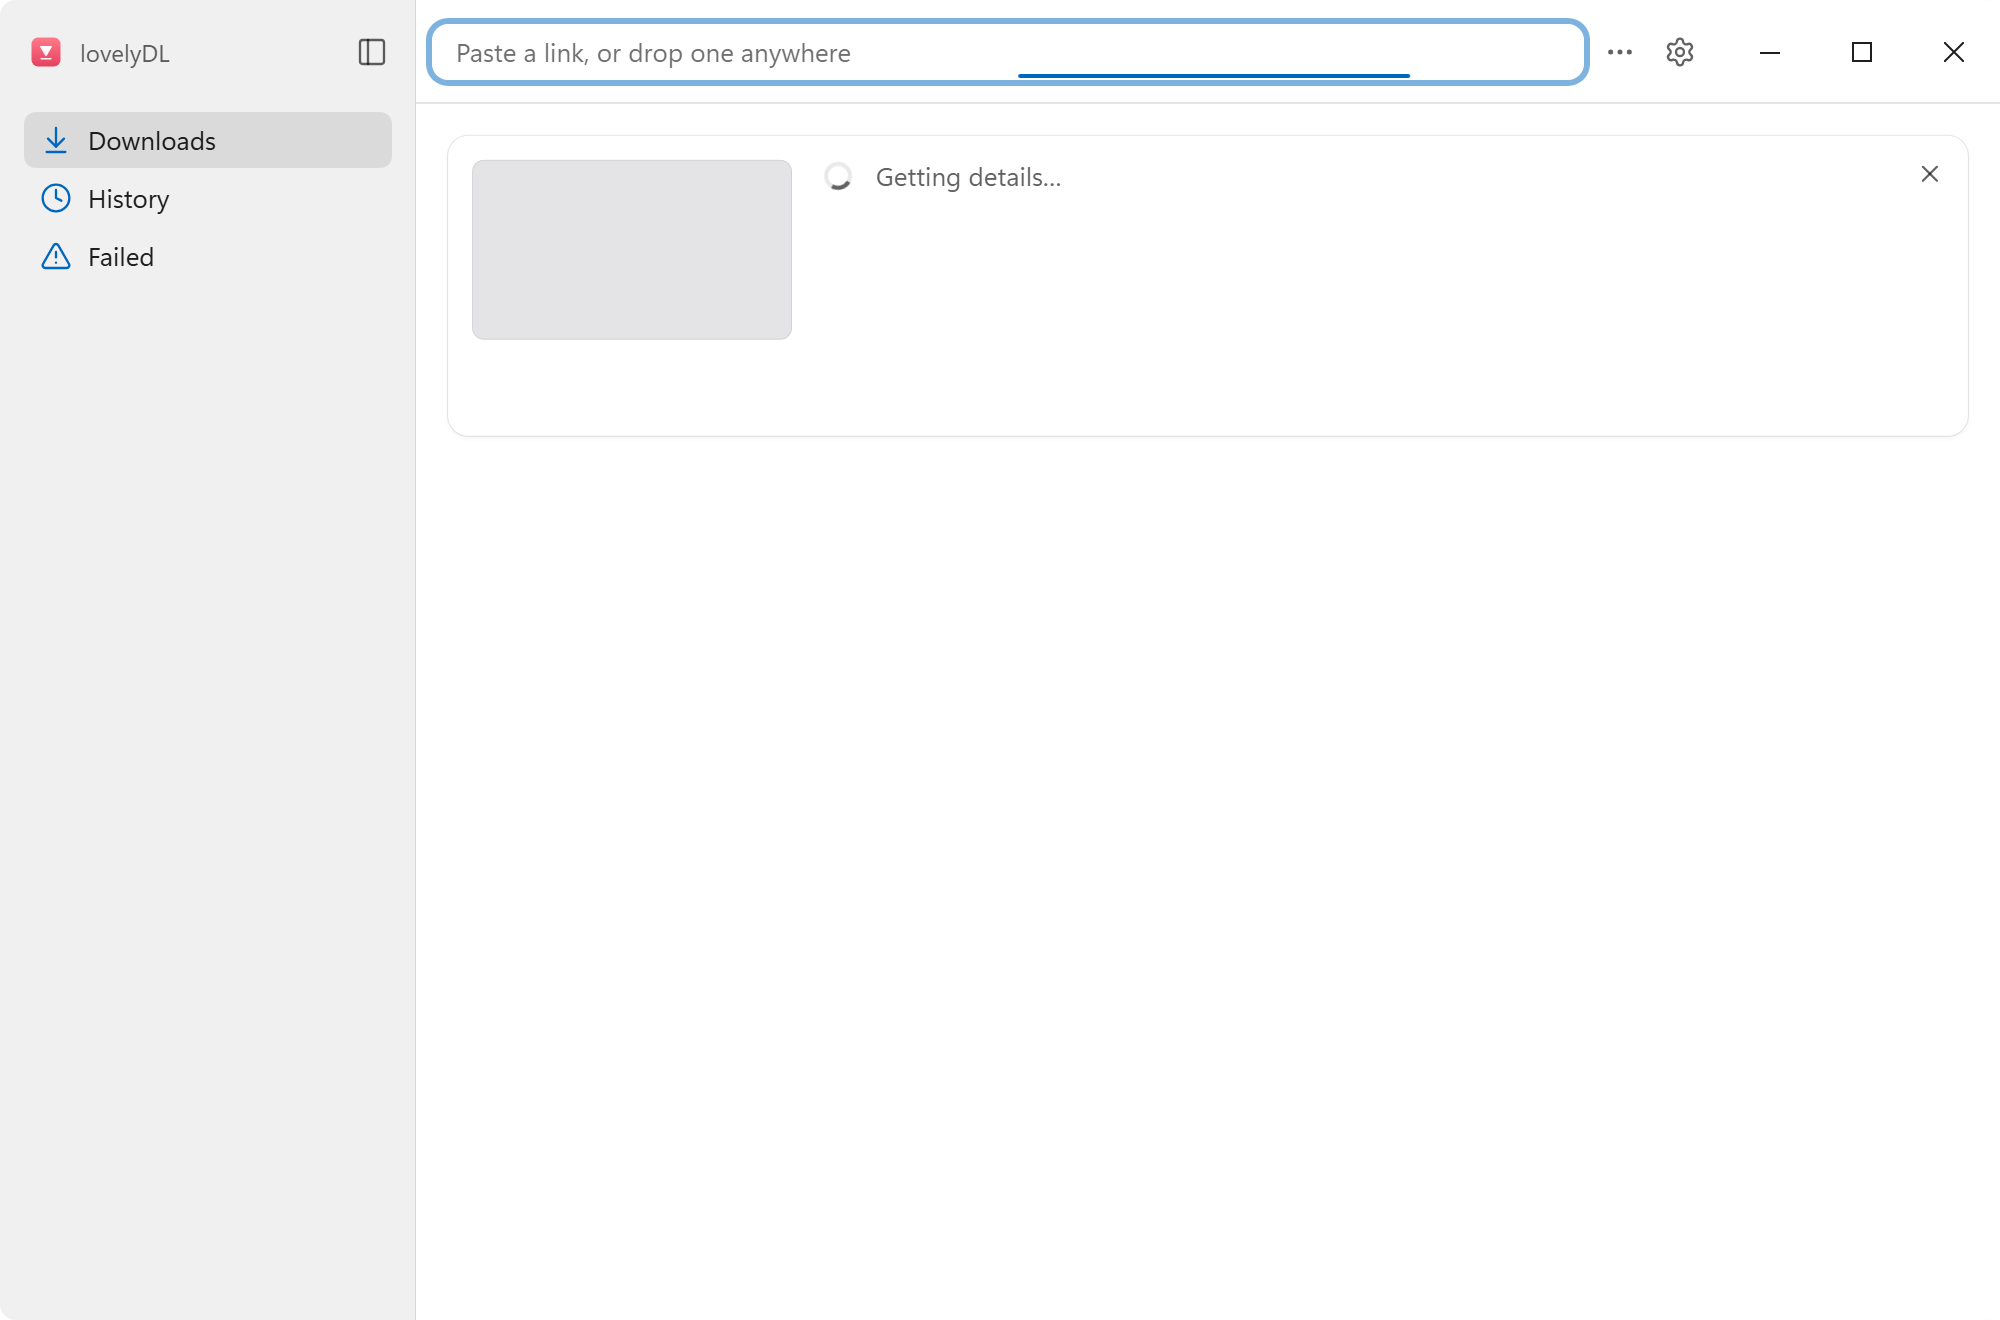 lovelyDL
Paste a link, or drop one anywhere
Downloads
History
Failed
Getting details...